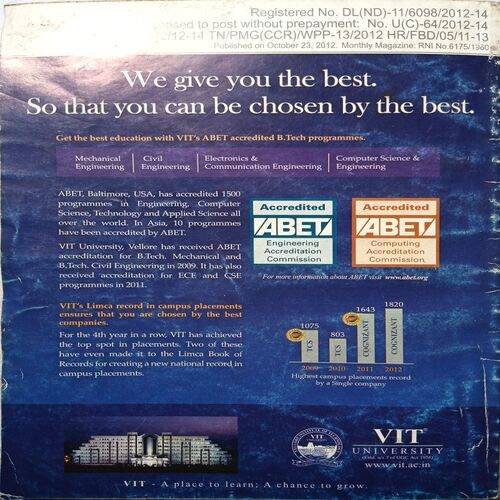 Registered No. DL(ND)-11/6098/2012-14
to post without prepayment: No. U(C)-64/2012-14
/12-14 TN/PMG(CCR)/WPP-13/2012 HR/FBD/05/11-13
Published on October 23, 2012. Monthly Magazine: RNI No 6175/1960
We give you the best.
So that you can be chosen by the best.
Get the best education with VIT's ABET accredited B.Tech programmes.
Mechanical Engineering
Civil Engineering
Electronics & Communication Engineering
Computer Science & Engineering
ABET, Baltimore, USA, has accredited 1500
programmes in Engineering, Computer
Science, Technology and Applied Science all
over the world. In Asia, 10 programmes
have been accredited by ABET.
VIT University, Vellore has received ABET
accreditation for B.Tech. Mechanical and
B.Tech. Civil Engineering in 2009. It has also
received accreditation for ECE and CSE
programmes in 2011.
Accredited
ABET
Engineering
Accreditation
Commission
Accredited
ABET
Computing
Accreditation
Commission
For more information about ABET visit www.abet.org
VIT's Limca record in campus placements
ensures that you are chosen by the best
companies.
For the 4th year in a row, VIT has achieved
the top spot in placements. Two of these
have even made it to the Limca Book of
Records for creating a new national record in
campus placements.
1075
803
1643
1820
TCS
TCS
COGNIZANT
COGNIZANT
2009 2010 2011 2012
Highest campus placements record
by a Single company
VIT
VIT
UNIVERSITY
www.vit.ac.in
VIT - A place to learn; A chance to grow.